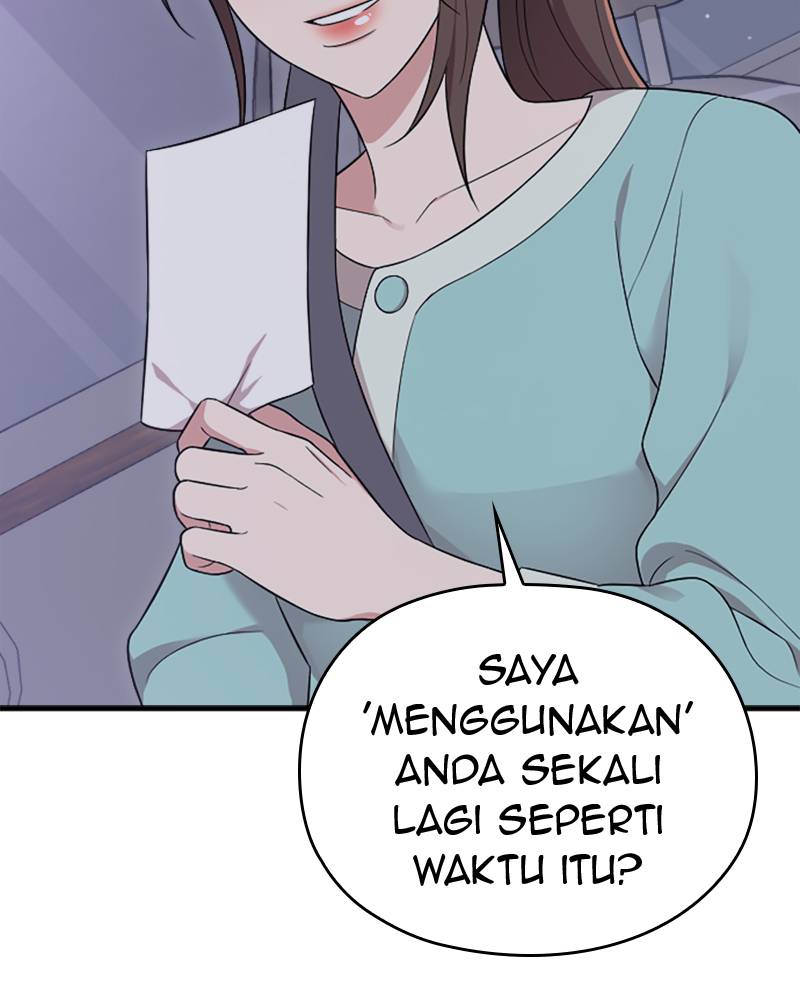 SAYA
'MENGGUNAKAN'
ANDA SEKALI
LAGI SEPERTI
WAKTU ITU?